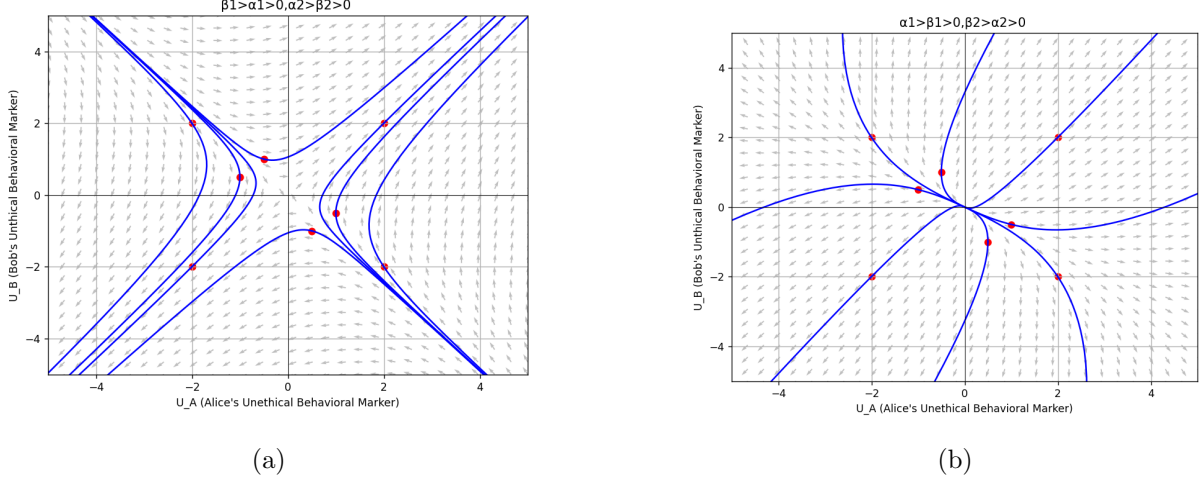 β1>α1>0,α2>β2>0
U_B (Bob's Unthical Behavioral Marker)
4
2
0
−2
−4
−4
−2
0
2
4
U_A (Alice's Unethical Behavioral Marker)
(a)
α1>β1>0,β2>α2>0
U_B (Bob's Unethical Behavioral Marker)
4
2
0
−2
−4
−4
−2
0
2
4
U_A (Alice's Unethical Behavioral Marker)
(b)